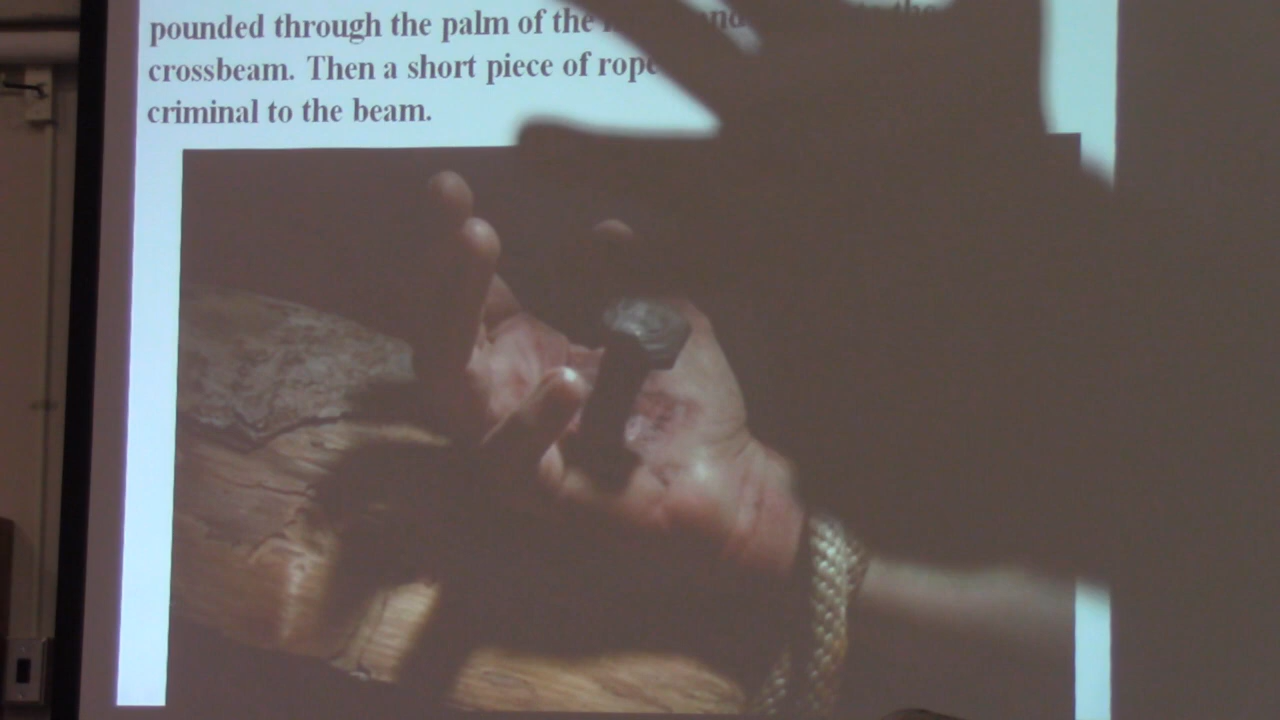 pounded through the palm of the
crossbeam. Then a short piece of rope
criminal to the beam.